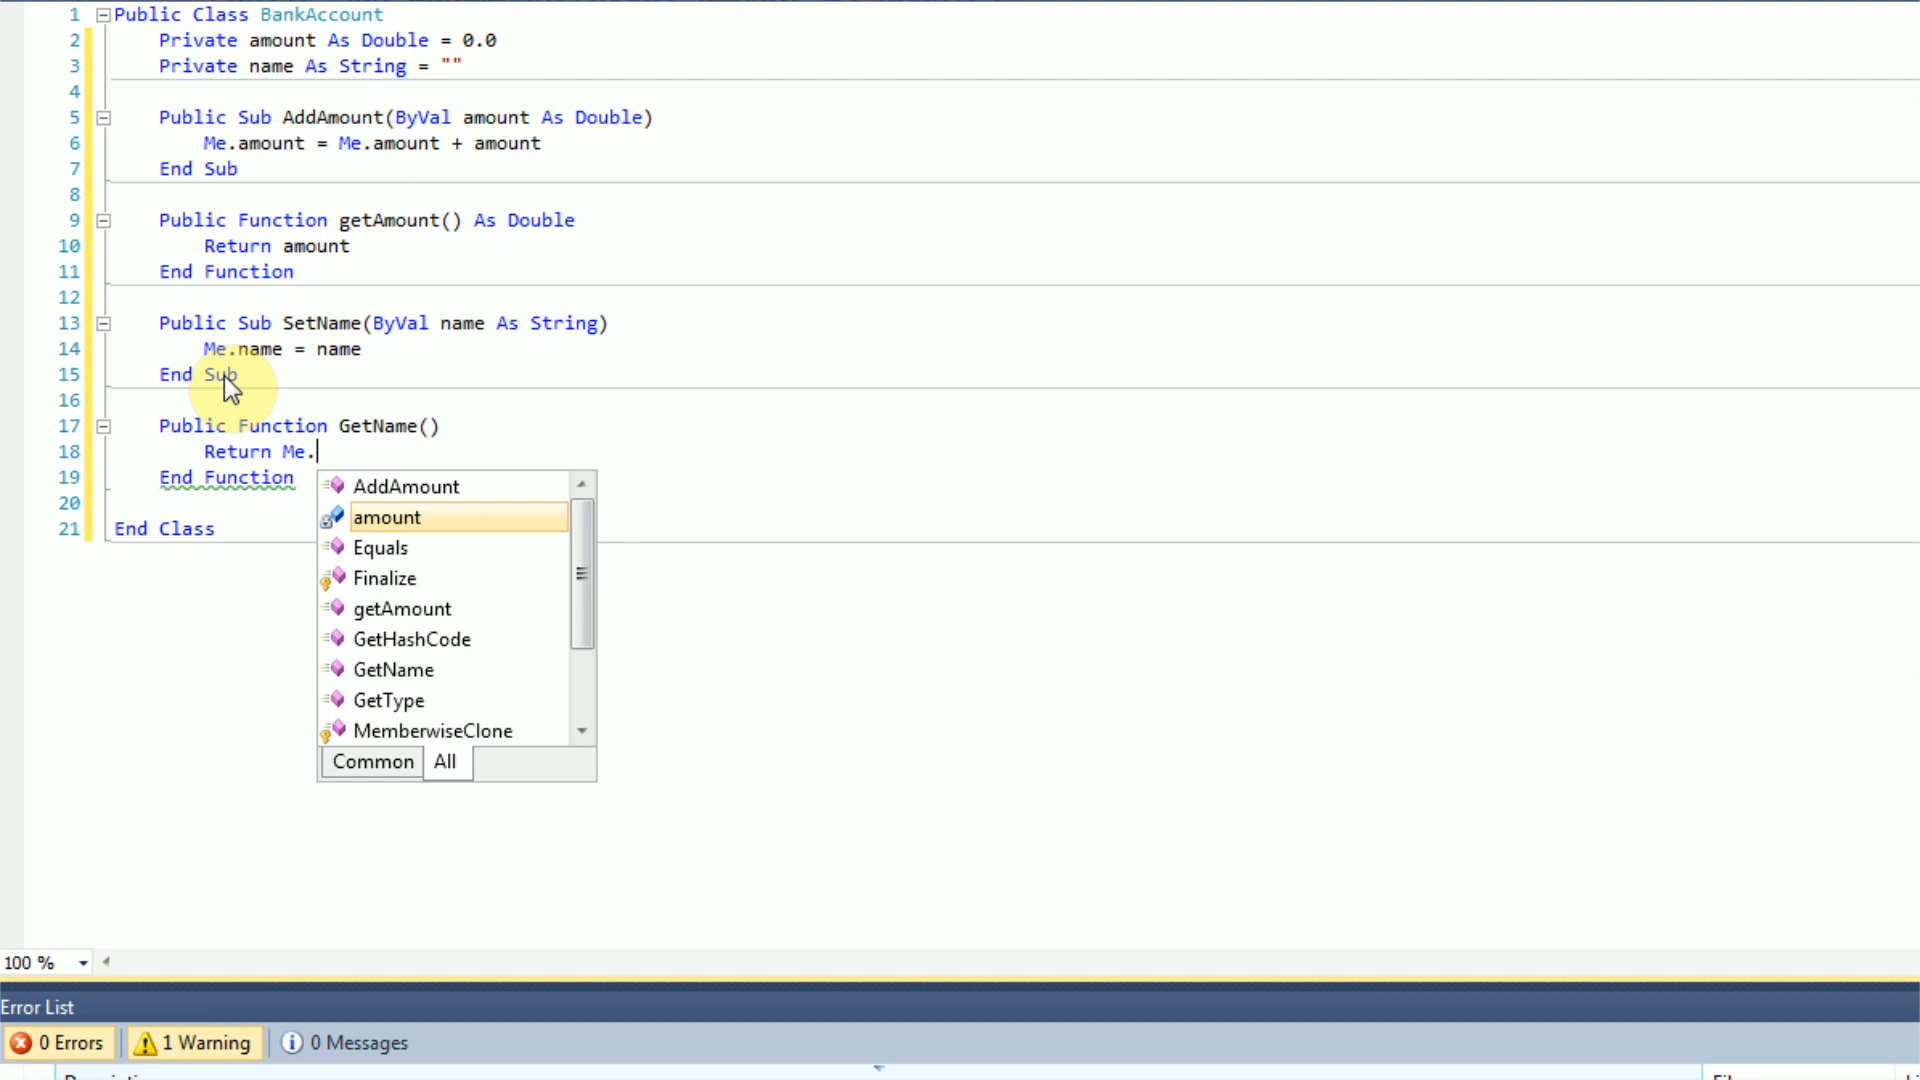 1 Public Class BankAccount
2 Private amount As Double = 0.0
3 Private name As String = ""
4
5 Public Sub AddAmount(ByVal amount As Double)
6 Me.amount = Me.amount + amount
7 End Sub
8
9 Public Function getAmount() As Double
10 Return amount
11 End Function
12
13 Public Sub SetName(ByVal name As String)
14 Me.name = name
15 End Sub
16
17 Public Function GetName()
18 Return Me.
19 End Function
20
21 End Class
AddAmount
amount
Equals
Finalize
getAmount
GetHashCode
GetName
GetType
MemberwiseClone
Common All
100 %
Error List
0 Errors 1 Warning 0 Messages